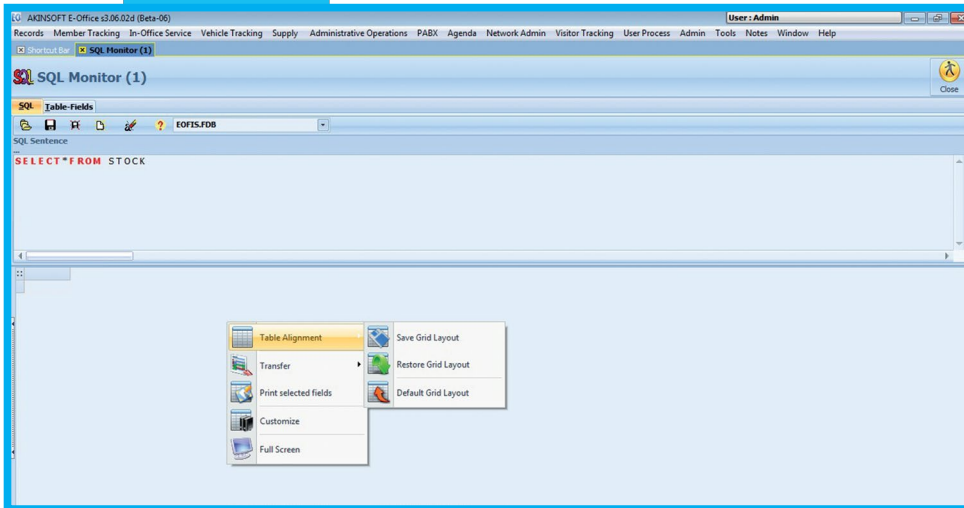 AKINSOFT E-Office s3.06.02d (Beta-06)
User : Admin
Records Member Tracking In-Office Service Vehicle Tracking Supply Administrative Operations PABX Agenda Network Admin Visitor Tracking User Process Admin Tools Notes Window Help
Shortcut Bar SQL Monitor (1)
SQL SQL Monitor (1)
Close
SQL Table-Fields
EOFIS.FDB
SQL Sentence
...
SELECT*FROM STOCK
Table Alignment
Save Grid Layout
Transfer
Restore Grid Layout
Print selected fields
Default Grid Layout
Customize
Full Screen